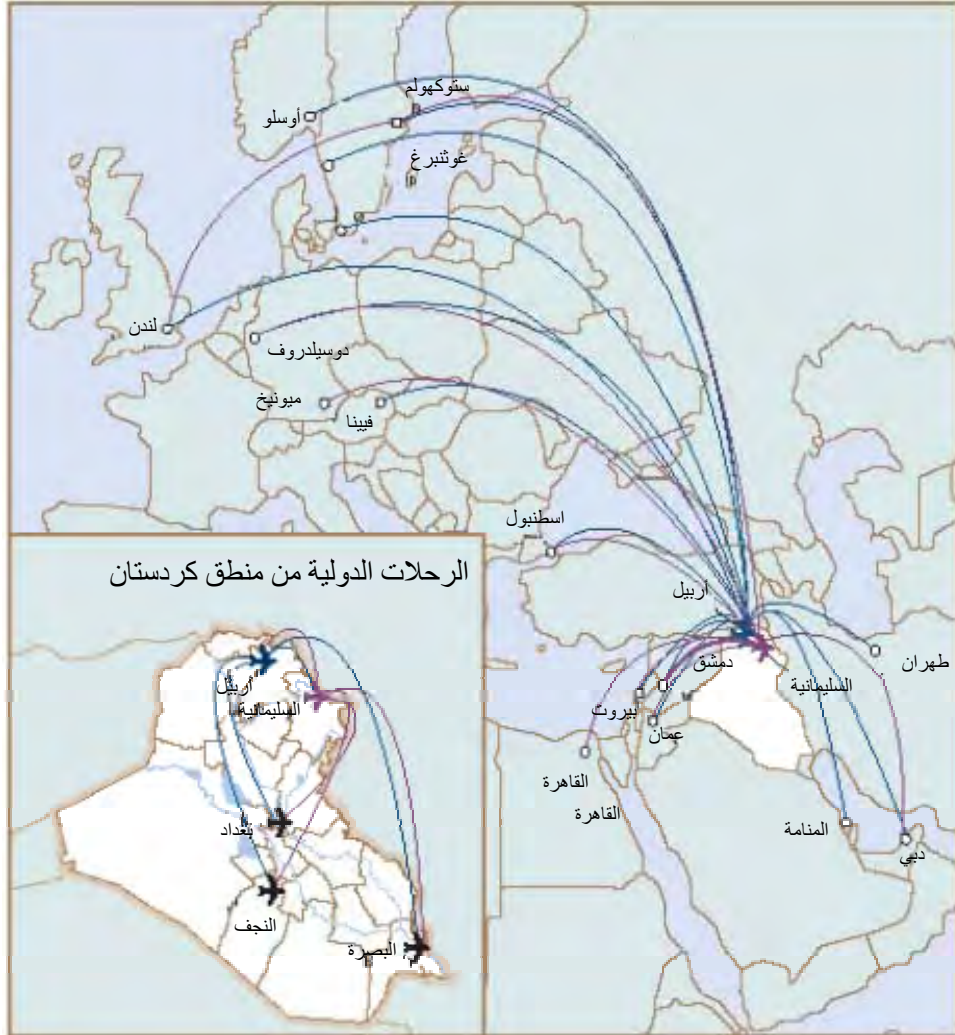 ستوكهولم
أوسلو
غوثنبرغ
لندن
دوسيلدروف
ميونيخ
فيينا
اسطنبول
الرحلات الدولية من منطق كردستان
أربيل
دمشق
طهران
السليمانية
بيروت
عمان
القاهرة
القاهرة
المنامة
دبي
أربيل
السليمانية
بغداد
النجف
البصرة